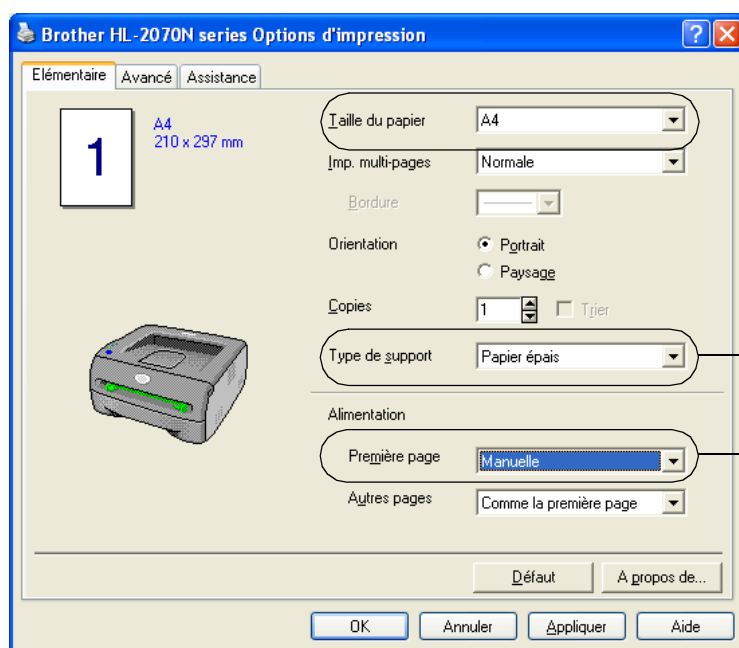 Brother HL-2070N series Options d'impression
Elémentaire Avancé Assistance
1
A4
210 x 297 mm
Taille du papier A4
Imp. multi-pages Normale
Bordure
Orientation Portrait
Paysage
Copies 1 Trier
Type de support Papier épais
Alimentation
Première page Manuelle
Autres pages Comme la première page
Défaut A propos de...
OK Annuler Appliquer Aide